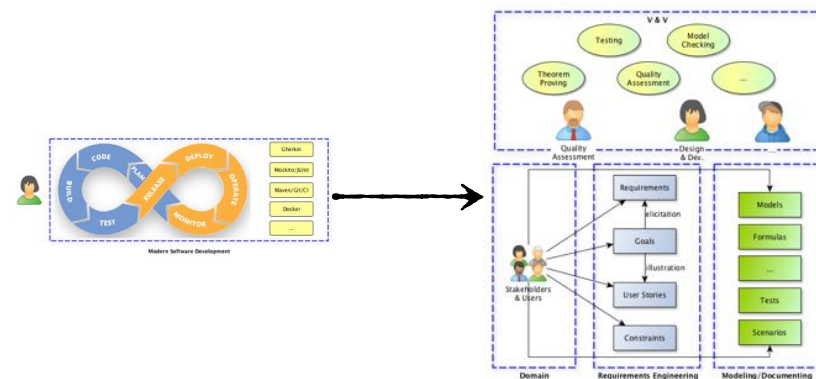 CODE
DEPLOY
BUILD
PLAN
RELEASE
OPERATE
TEST
MONITOR
Gherkin
Mockito/JUnit
Maven/Git/CI
Docker
...
Modern Software Development
V & V
Testing
Model
Checking
Theorem
Proving
Quality
Assessment
...
Quality
Assessment
Design
& Dev.
...
Requirements
elicitation
Goals
illustration
User Stories
Constraints
Stakeholders
& Users
Models
Formulas
...
Tests
Scenarios
Domain
Requirements Engineering
Modeling/Documenting